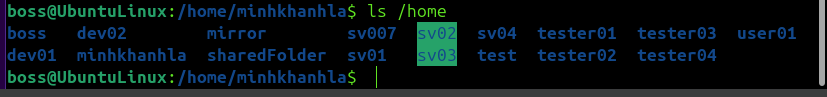 boss@UbuntuLinux:/home/minhkhanhla$ ls /home
boss dev02 mirror sv007 sv02 sv04 tester01 tester03 user01
dev01 minhkhanhla sharedFolder sv01 sv03 test tester02 tester04
boss@UbuntuLinux:/home/minhkhanhla$